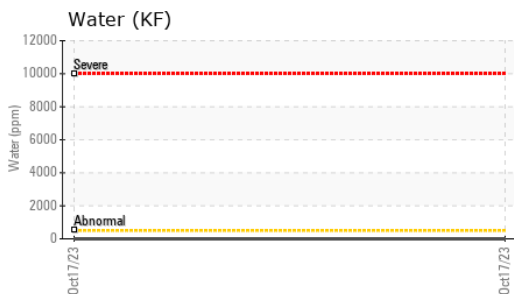 Water (KF)
12000
Severe
10000
8000
6000
4000
2000
Abnormal
0
Water (ppm)
Oct17/23
Oct17/23